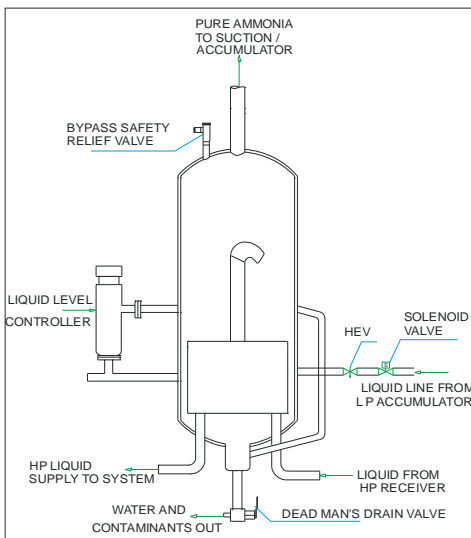 PURE AMMONIA
TO SUCTION /
ACCUMULATOR
BYPASS SAFETY
RELIEF VALVE
LIQUID LEVEL
CONTROLLER
SOLENOID
VALVE
HEV
S
LIQUID LINE FROM
L P ACCUMULATOR
HP LIQUID
SUPPLY TO SYSTEM
LIQUID FROM
HP RECEIVER
WATER AND
CONTAMINANTS OUT
DEAD MAN'S DRAIN VALVE